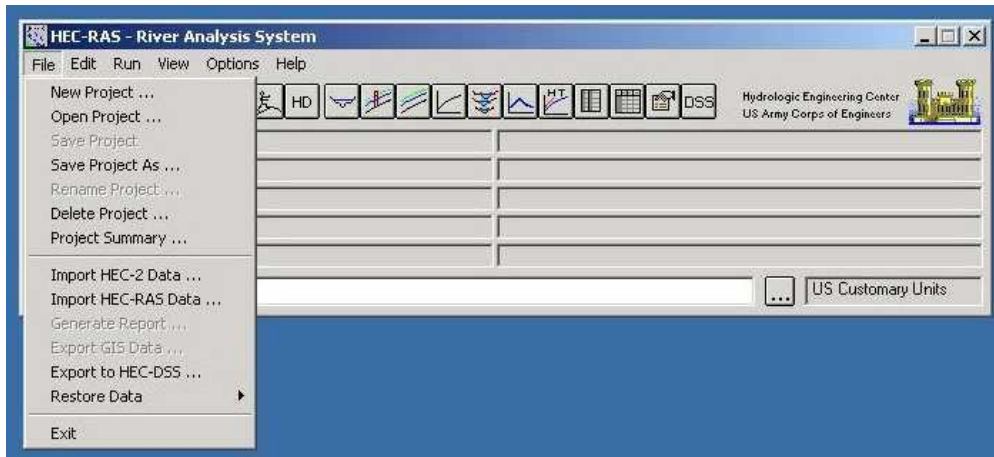 HEC-RAS - River Analysis System
File Edit Run View Options Help
New Project ...
Open Project ...
Save Project
Save Project As ...
Rename Project ...
Delete Project ...
Project Summary ...
Import HEC-2 Data ...
Import HEC-RAS Data ...
Generate Report ...
Export GIS Data ...
Export to HEC-DSS ...
Restore Data
Exit
HD HT DSS
Hydrologic Engineering Center
US Army Corps of Engineers
... US Customary Units